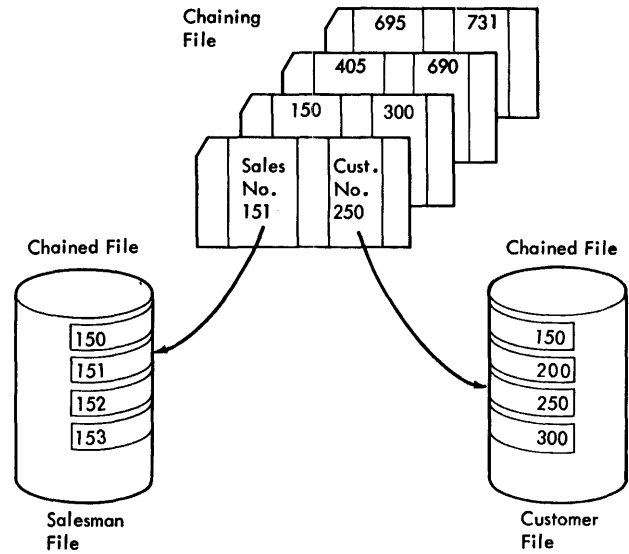 Chaining
File
695 731
405 690
150 300
Sales Cust.
No. No.
151 250
Chained File
150
151
152
153
Salesman
File
Chained File
150
200
250
300
Customer
File